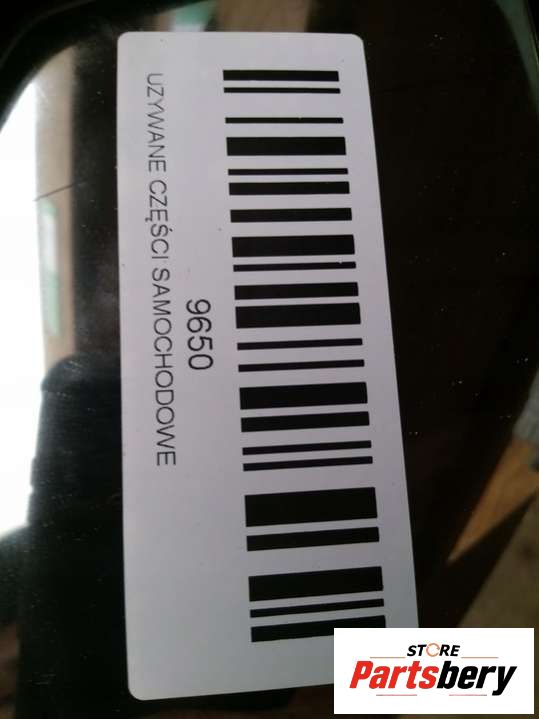 9650
UZYWANE CZĘŚCI SAMOCHODOWE
STORE
Partsbery